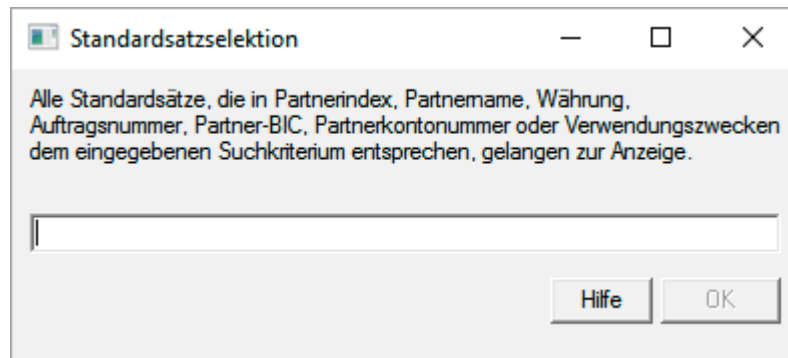 Standardsatzselektion
Alle Standardsätze, die in Partnerindex, Partnername, Währung,
Auftragsnummer, Partner-BIC, Partnerkontonummer oder Verwendungszwecken
dem eingegebenen Suchkriterium entsprechen, gelangen zur Anzeige.
Hilfe OK